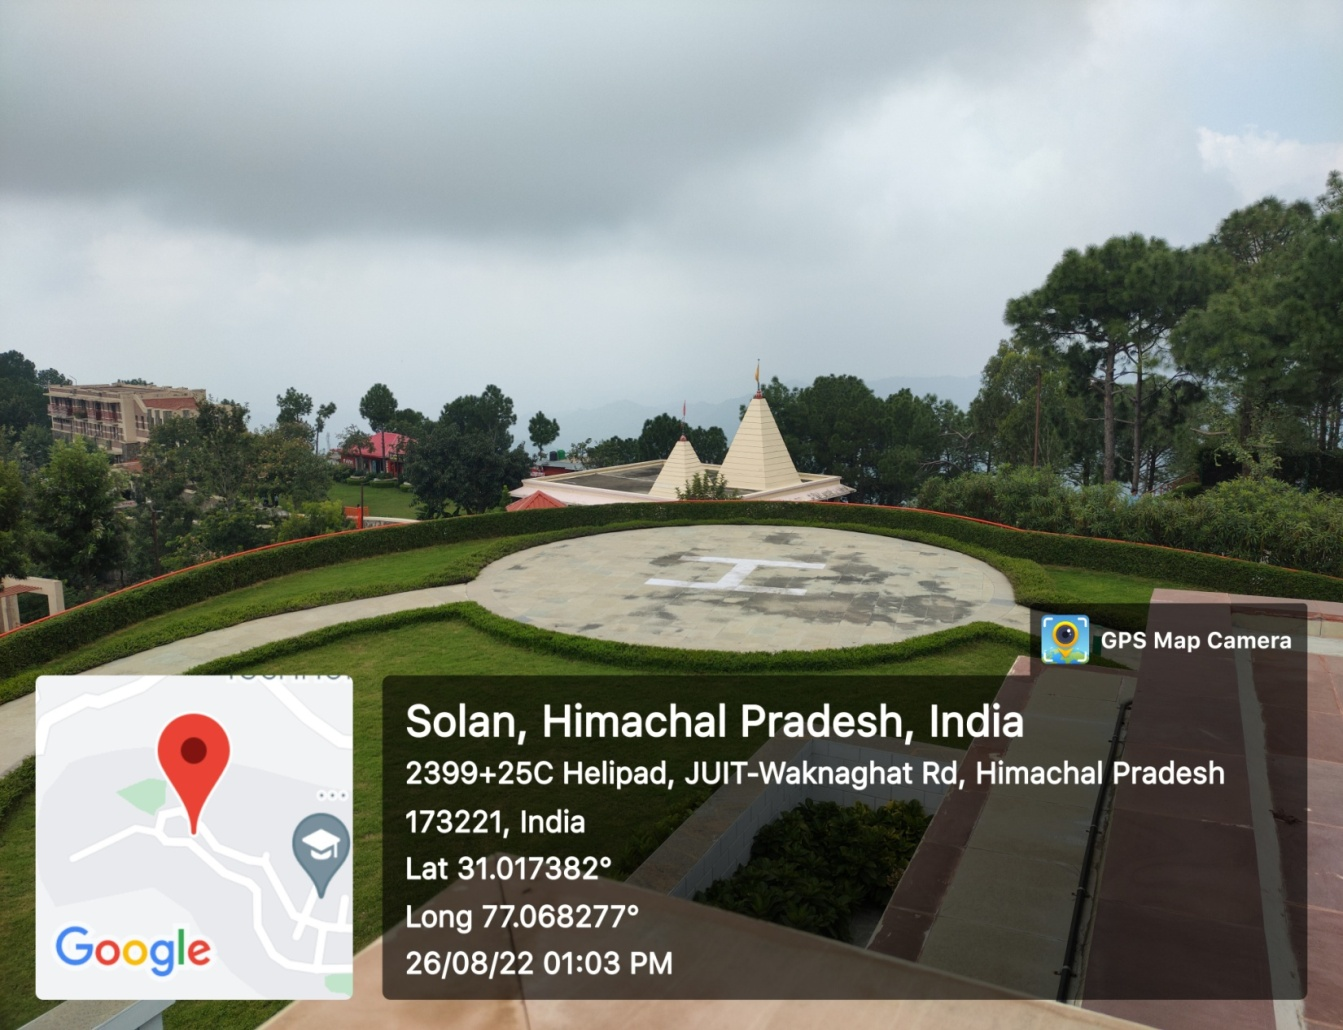 H
GPS Map Camera
Solan, Himachal Pradesh, India
2399+25C Helipad, JUIT-Waknaghat Rd, Himachal Pradesh
173221, India
Lat 31.017382°
Long 77.068277°
26/08/22 01:03 PM
Google